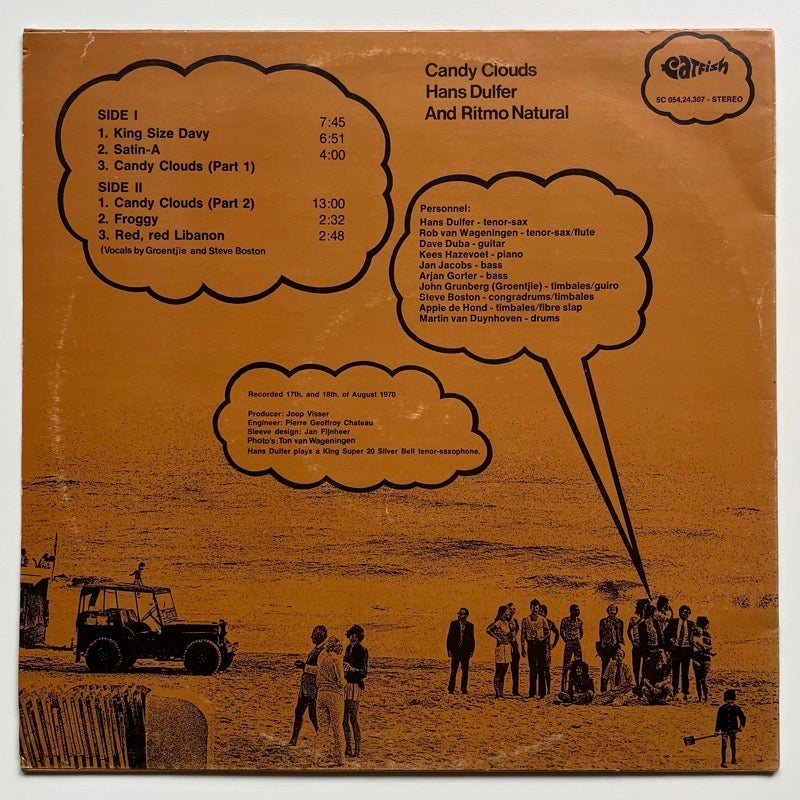 Candy Clouds
Hans Dulfer
And Ritmo Natural
Catfish
5C 054.24.307 - STEREO
SIDE I
1. King Size Davy 7:45
2. Satin-A 6:51
3. Candy Clouds (Part 1) 4:00
SIDE II
1. Candy Clouds (Part 2) 13:00
2. Froggy 2:32
3. Red, red Libanon 2:48
(Vocals by Groentjie and Steve Boston
Personnel:
Hans Dulfer - tenor-sax
Rob van Wageningen - tenor-sax/flute
Dave Duba - guitar
Kees Hazevoet - piano
Jan Jacobs - bass
Arjan Gorter - bass
John Grunberg (Groentjie) - timbales/guiro
Steve Boston - congradrums/timbales
Appie de Hond - timbales/fibre slap
Martin van Duynhoven - drums
Recorded 17th. and 18th. of August 1970
Producer: Joop Visser
Engineer: Pierre Geoffroy Chateau
Sleeve design: Jan Fijnheer
Photo's: Ton van Wageningen
Hans Dulfer plays a King Super 20 Silver Bell tenor-saxophone.